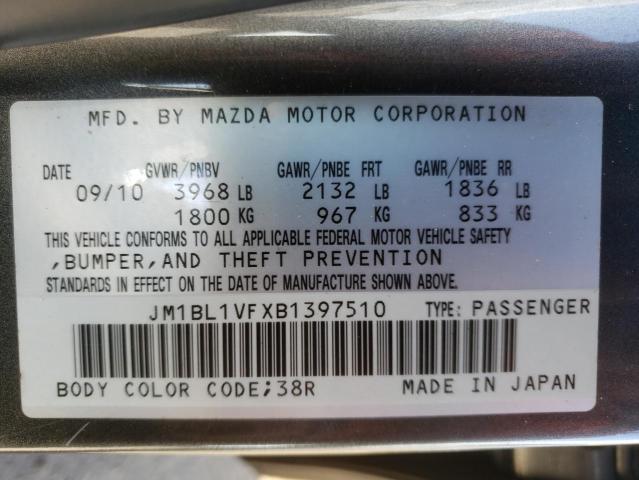 MFD. BY MAZDA MOTOR CORPORATION
DATE GVWR/PNBV GAWR/PNBE FRT GAWR/PNBE RR
09/10 3968 LB 2132 LB 1836 LB
1800 KG 967 KG 833 KG
THIS VEHICLE CONFORMS TO ALL APPLICABLE FEDERAL MOTOR VEHICLE SAFETY
,BUMPER,AND THEFT PREVENTION
STANDARDS IN EFFECT ON THE DATE OF MANUFACTURE SHOWN ABOVE.
JM1BL1VFXB1397510 TYPE: PASSENGER
BODY COLOR CODE;38R MADE IN JAPAN